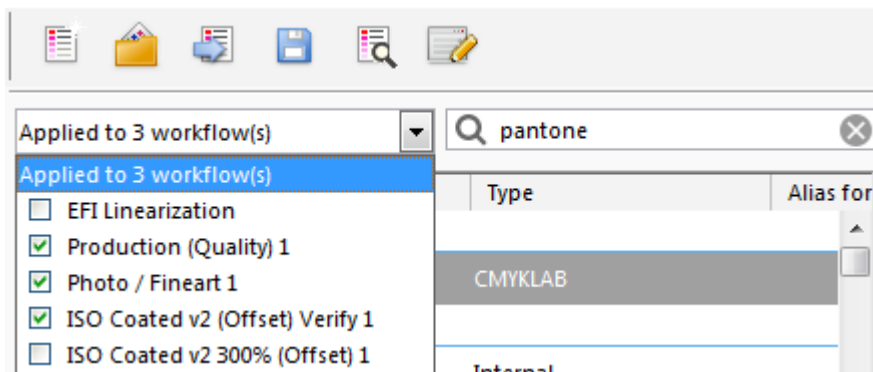 Applied to 3 workflow(s)
pantone
Applied to 3 workflow(s)
Type
Alias for
EFI Linearization
Production (Quality) 1
Photo / Fineart 1
CMYKLAB
ISO Coated v2 (Offset) Verify 1
ISO Coated v2 300% (Offset) 1
Internal